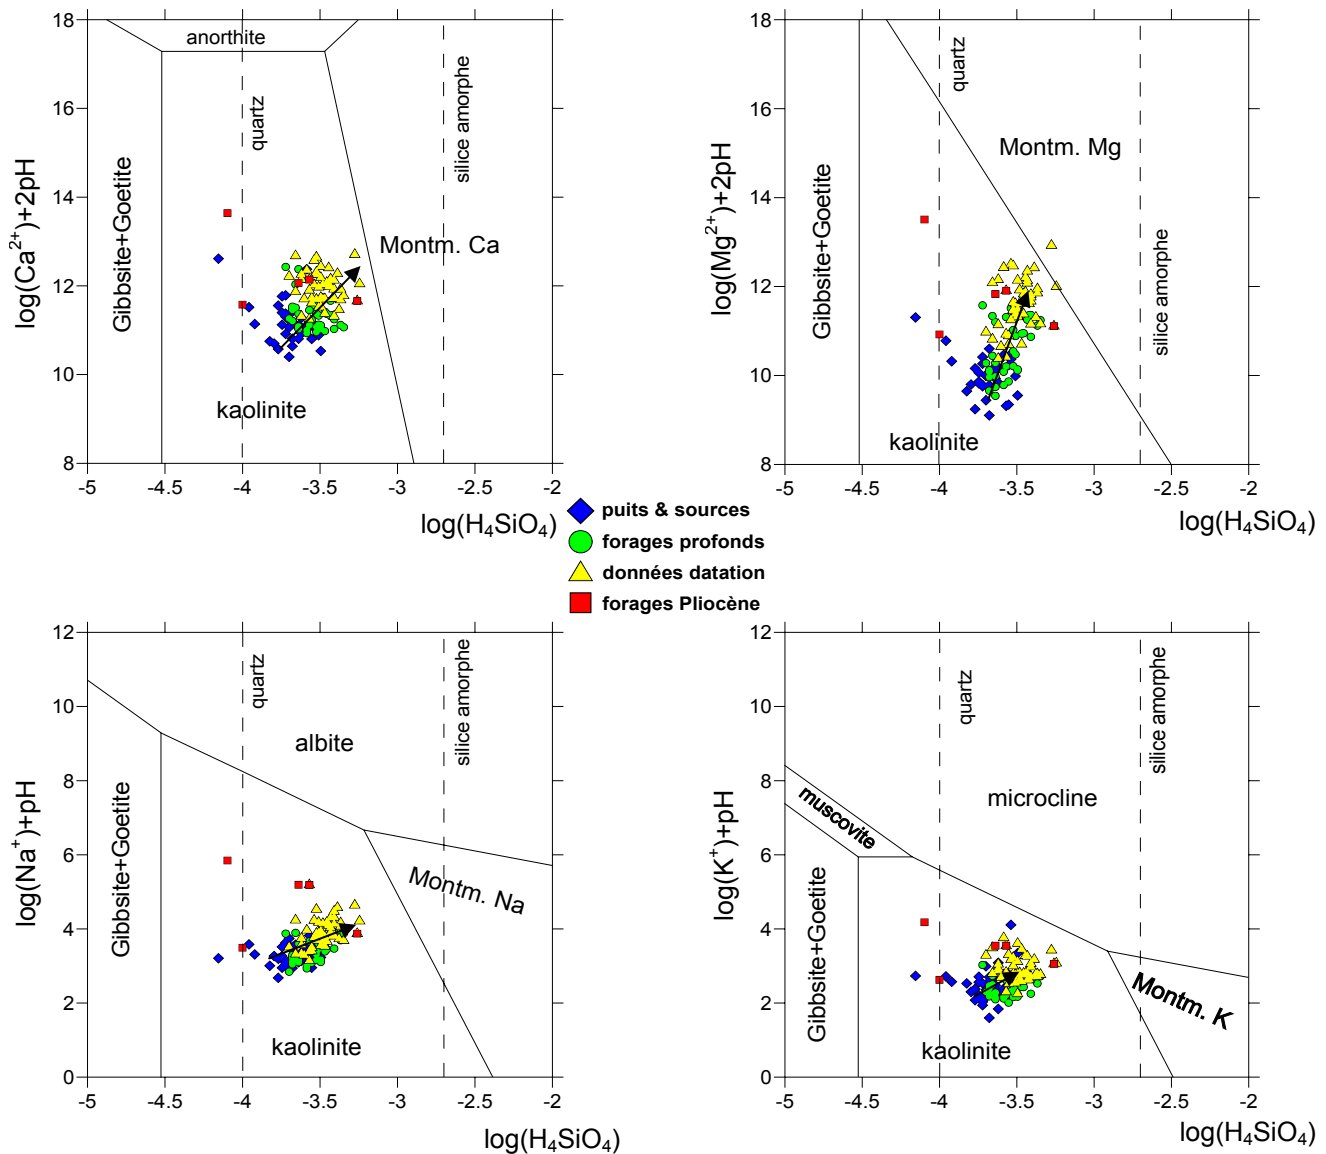 18
16
14
12
10
8
-5
-4.5
-4
-3.5
-3
-2.5
-2
log(Ca2+)+2pH
log(H4SiO4)
anorthite
Gibbsite+Goetite
quartz
silice amorphe
Montm. Ca
kaolinite
18
16
14
12
10
8
-5
-4.5
-4
-3.5
-3
-2.5
-2
log(Mg2+)+2pH
log(H4SiO4)
Gibbsite+Goetite
quartz
Montm. Mg
silice amorphe
kaolinite
puits & sources
forages profonds
données datation
forages Pliocène
12
10
8
6
4
2
0
-5
-4.5
-4
-3.5
-3
-2.5
-2
log(Na+)+pH
log(H4SiO4)
quartz
silice amorphe
albite
Gibbsite+Goetite
Montm. Na
kaolinite
12
10
8
6
4
2
0
-5
-4.5
-4
-3.5
-3
-2.5
-2
log(K+)+pH
log(H4SiO4)
quartz
silice amorphe
microcline
muscovite
Gibbsite+Goetite
Montm. K
kaolinite